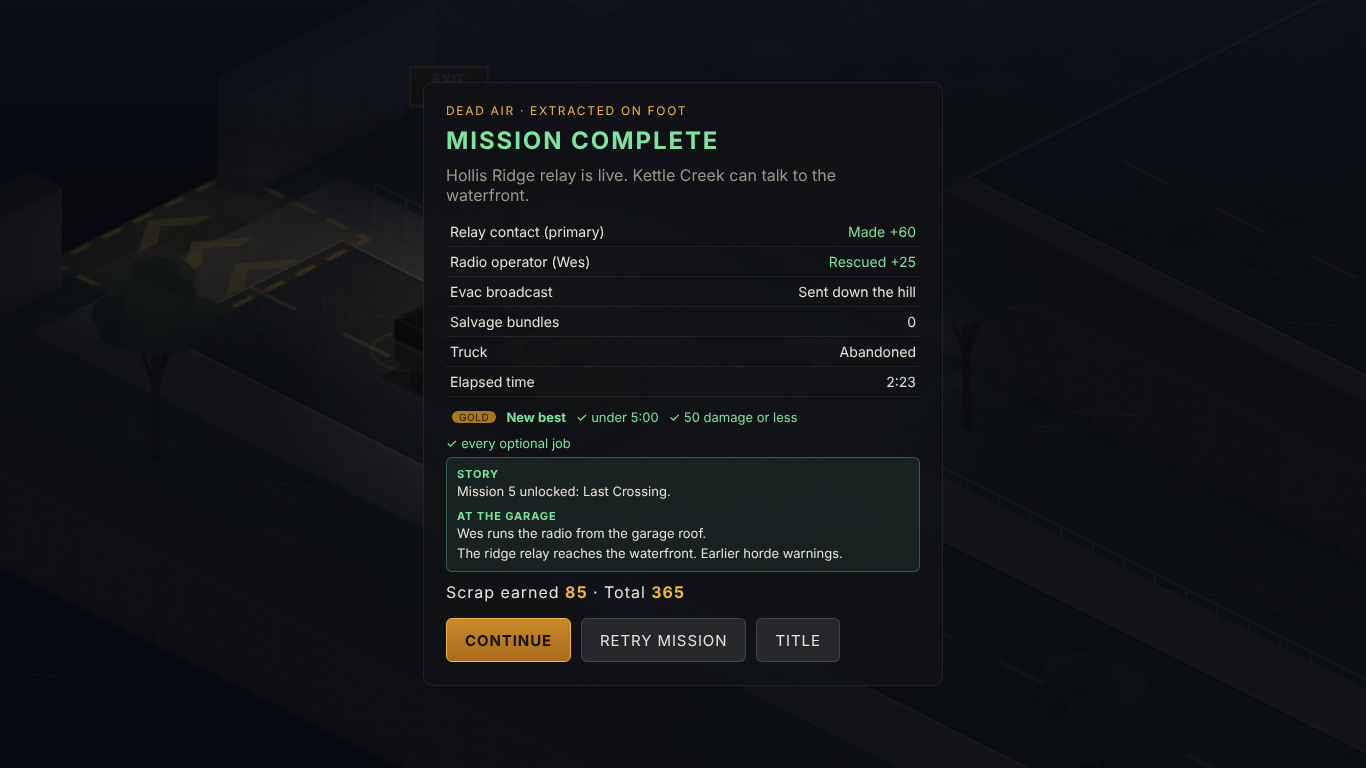 EXIT
DEAD AIR · EXTRACTED ON FOOT
MISSION COMPLETE
Hollis Ridge relay is live. Kettle Creek can talk to the
waterfront.
Relay contact (primary) Made +60
Radio operator (Wes) Rescued +25
Evac broadcast Sent down the hill
Salvage bundles 0
Truck Abandoned
Elapsed time 2:23
GOLD New best ✓ under 5:00 ✓ 50 damage or less
✓ every optional job
STORY
Mission 5 unlocked: Last Crossing.
AT THE GARAGE
Wes runs the radio from the garage roof.
The ridge relay reaches the waterfront. Earlier horde warnings.
Scrap earned 85 · Total 365
CONTINUE RETRY MISSION TITLE